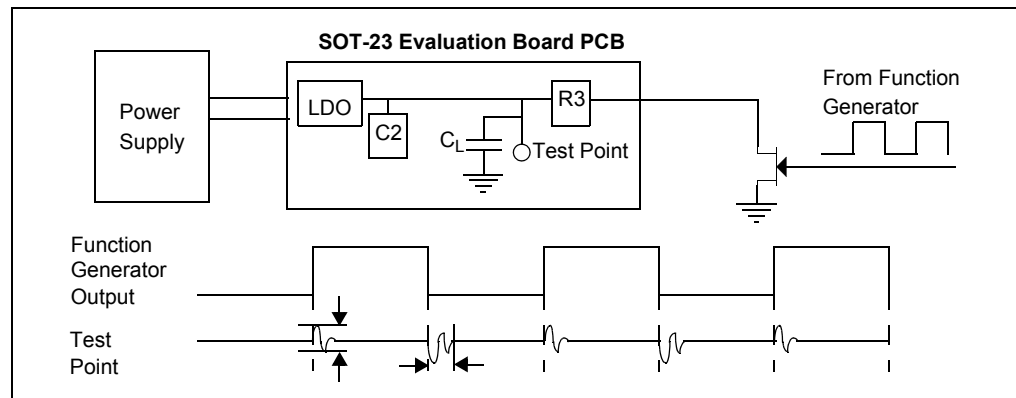 SOT-23 Evaluation Board PCB
Power
Supply
LDO
C2
CL
Test Point
R3
From Function
Generator
Function
Generator
Output
Test
Point